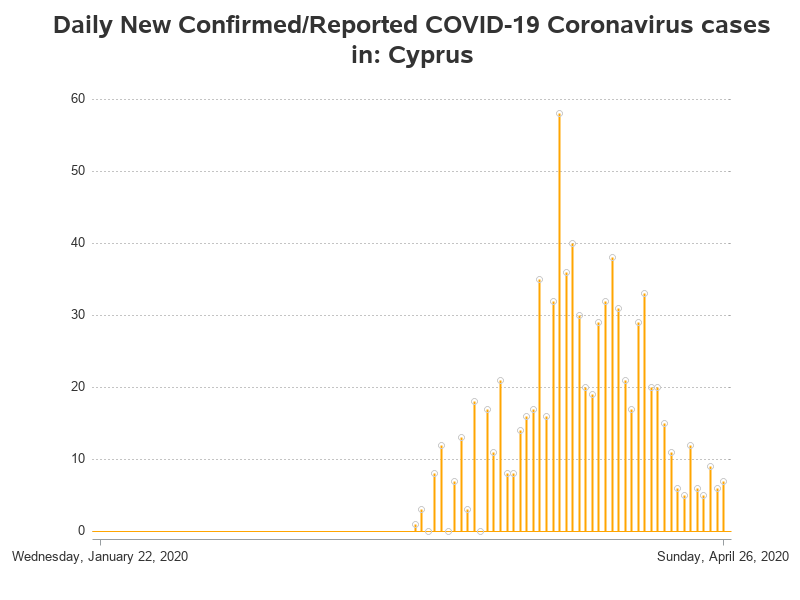 Daily New Confirmed/Reported COVID-19 Coronavirus cases
in: Cyprus
60
50
40
30
20
10
0
Wednesday, January 22, 2020
Sunday, April 26, 2020